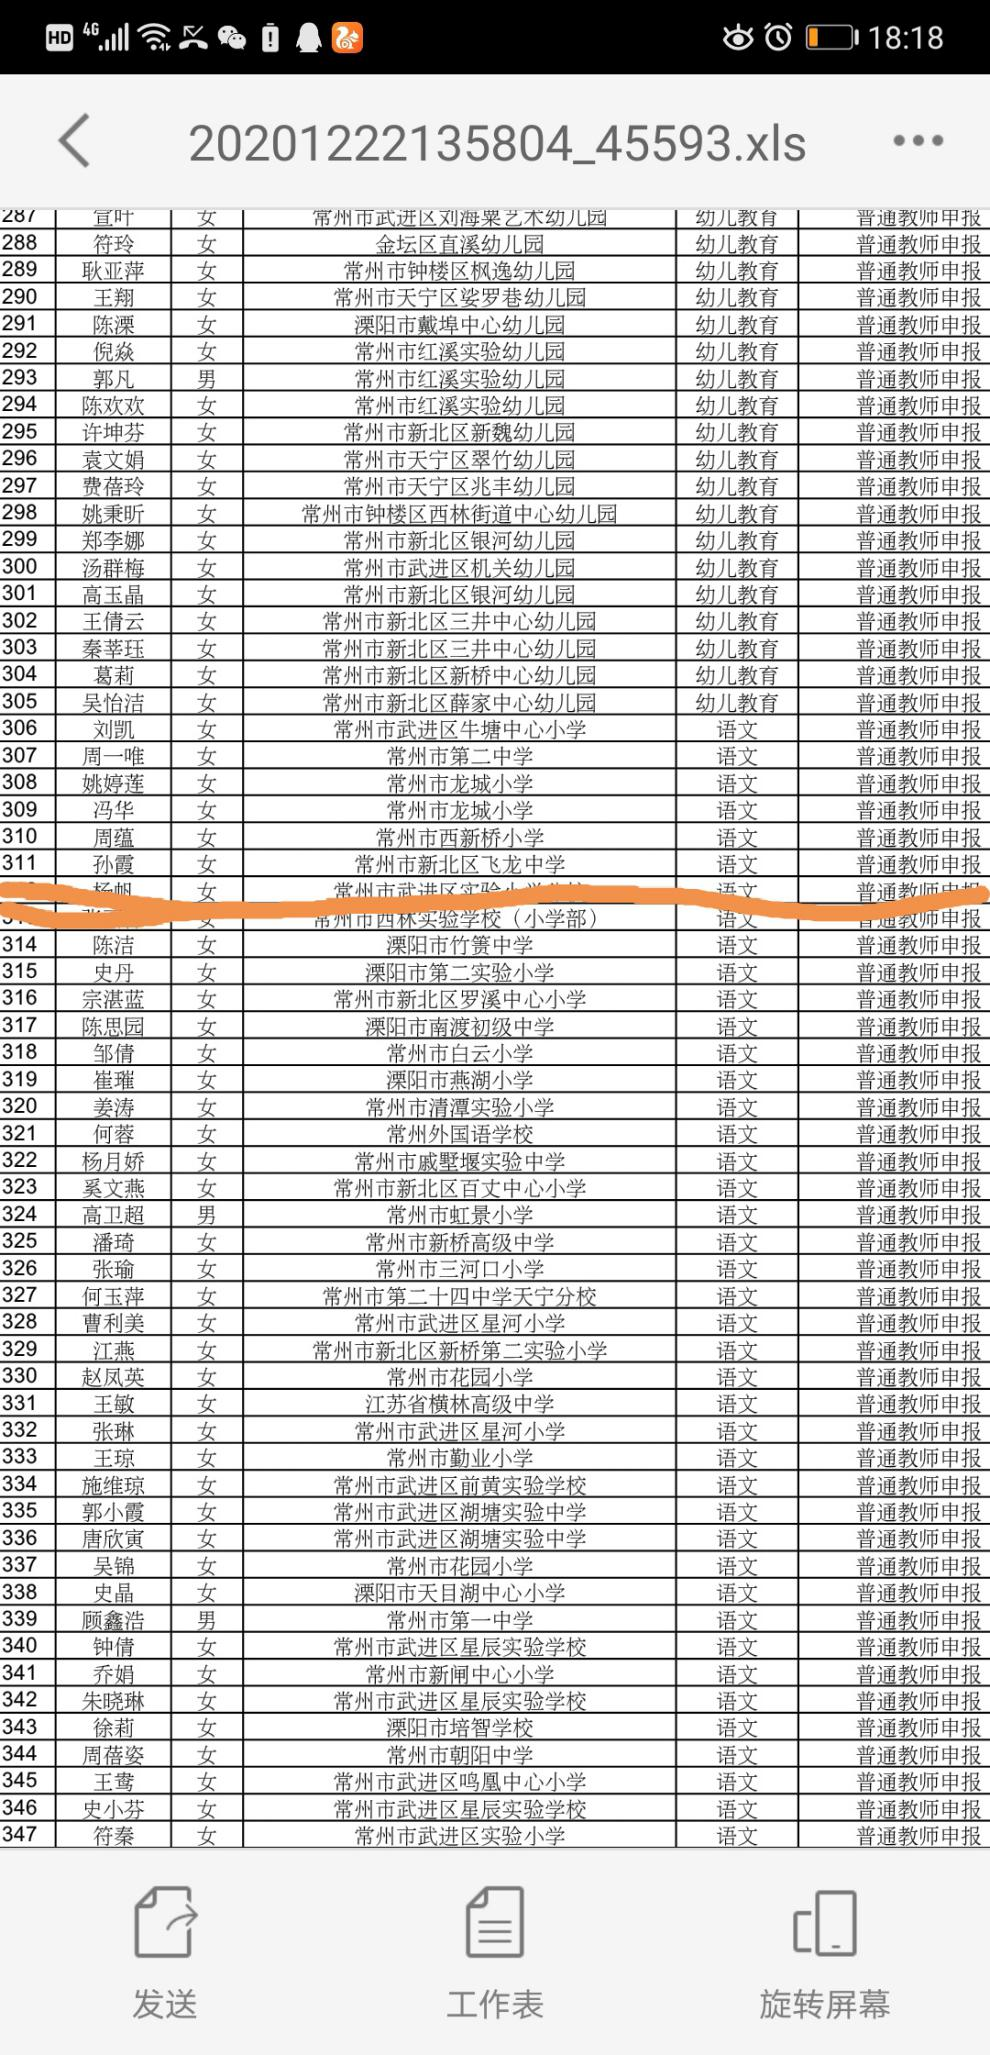 HD 4G 18:18
20201222135804_45593.xls
287 宣叶 女 常州市武进区刘海粟艺术幼儿园 幼儿教育 普通教师申报
288 符玲 女 金坛区直溪幼儿园 幼儿教育 普通教师申报
289 耿亚萍 女 常州市钟楼区枫逸幼儿园 幼儿教育 普通教师申报
290 王翔 女 常州市天宁区娑罗巷幼儿园 幼儿教育 普通教师申报
291 陈溧 女 溧阳市戴埠中心幼儿园 幼儿教育 普通教师申报
292 倪焱 女 常州市红溪实验幼儿园 幼儿教育 普通教师申报
293 郭凡 男 常州市红溪实验幼儿园 幼儿教育 普通教师申报
294 陈欢欢 女 常州市红溪实验幼儿园 幼儿教育 普通教师申报
295 许坤芬 女 常州市新北区新魏幼儿园 幼儿教育 普通教师申报
296 袁文娟 女 常州市天宁区翠竹幼儿园 幼儿教育 普通教师申报
297 费蓓玲 女 常州市天宁区兆丰幼儿园 幼儿教育 普通教师申报
298 姚秉昕 女 常州市钟楼区西林街道中心幼儿园 幼儿教育 普通教师申报
299 郑李娜 女 常州市新北区银河幼儿园 幼儿教育 普通教师申报
300 汤群梅 女 常州市武进区机关幼儿园 幼儿教育 普通教师申报
301 高玉晶 女 常州市新北区银河幼儿园 幼儿教育 普通教师申报
302 王倩云 女 常州市新北区三井中心幼儿园 幼儿教育 普通教师申报
303 秦莘珏 女 常州市新北区三井中心幼儿园 幼儿教育 普通教师申报
304 葛莉 女 常州市新北区新桥中心幼儿园 幼儿教育 普通教师申报
305 吴怡洁 女 常州市新北区薛家中心幼儿园 幼儿教育 普通教师申报
306 刘凯 女 常州市武进区牛塘中心小学 语文 普通教师申报
307 周一唯 女 常州市第二中学 语文 普通教师申报
308 姚婷莲 女 常州市龙城小学 语文 普通教师申报
309 冯华 女 常州市龙城小学 语文 普通教师申报
310 周蕴 女 常州市西新桥小学 语文 普通教师申报
311 孙霞 女 常州市新北区飞龙中学 语文 普通教师申报
杨帆 女 常州市武进区实验小学分校 语文 普通教师申报
女 常州市西林实验学校（小学部） 语文 普通教师申报
314 陈洁 女 溧阳市竹箦中学 语文 普通教师申报
315 史丹 女 溧阳市第二实验小学 语文 普通教师申报
316 宗湛蓝 女 常州市新北区罗溪中心小学 语文 普通教师申报
317 陈思园 女 溧阳市南渡初级中学 语文 普通教师申报
318 邹倩 女 常州市白云小学 语文 普通教师申报
319 崔璀 女 溧阳市燕湖小学 语文 普通教师申报
320 姜涛 女 常州市清潭实验小学 语文 普通教师申报
321 何蓉 女 常州外国语学校 语文 普通教师申报
322 杨月娇 女 常州市戚墅堰实验中学 语文 普通教师申报
323 奚文燕 女 常州市新北区百丈中心小学 语文 普通教师申报
324 高卫超 男 常州市虹景小学 语文 普通教师申报
325 潘琦 女 常州市新桥高级中学 语文 普通教师申报
326 张瑜 女 常州市三河口小学 语文 普通教师申报
327 何玉萍 女 常州市第二十四中学天宁分校 语文 普通教师申报
328 曹利美 女 常州市武进区星河小学 语文 普通教师申报
329 江燕 女 常州市新北区新桥第二实验小学 语文 普通教师申报
330 赵凤英 女 常州市花园小学 语文 普通教师申报
331 王敏 女 江苏省横林高级中学 语文 普通教师申报
332 张琳 女 常州市武进区星河小学 语文 普通教师申报
333 王琼 女 常州市勤业小学 语文 普通教师申报
334 施维琼 女 常州市武进区前黄实验学校 语文 普通教师申报
335 郭小霞 女 常州市武进区湖塘实验中学 语文 普通教师申报
336 唐欣寅 女 常州市武进区湖塘实验中学 语文 普通教师申报
337 吴锦 女 常州市花园小学 语文 普通教师申报
338 史晶 女 溧阳市天目湖中心小学 语文 普通教师申报
339 顾鑫浩 男 常州市第一中学 语文 普通教师申报
340 钟倩 女 常州市武进区星辰实验学校 语文 普通教师申报
341 乔娟 女 常州市新闸中心小学 语文 普通教师申报
342 朱晓琳 女 常州市武进区星辰实验学校 语文 普通教师申报
343 徐莉 女 溧阳市培智学校 语文 普通教师申报
344 周蓓姿 女 常州市朝阳中学 语文 普通教师申报
345 王鸯 女 常州市武进区鸣凰中心小学 语文 普通教师申报
346 史小芬 女 常州市武进区星辰实验学校 语文 普通教师申报
347 符秦 女 常州市武进区实验小学 语文 普通教师申报
发送 工作表 旋转屏幕